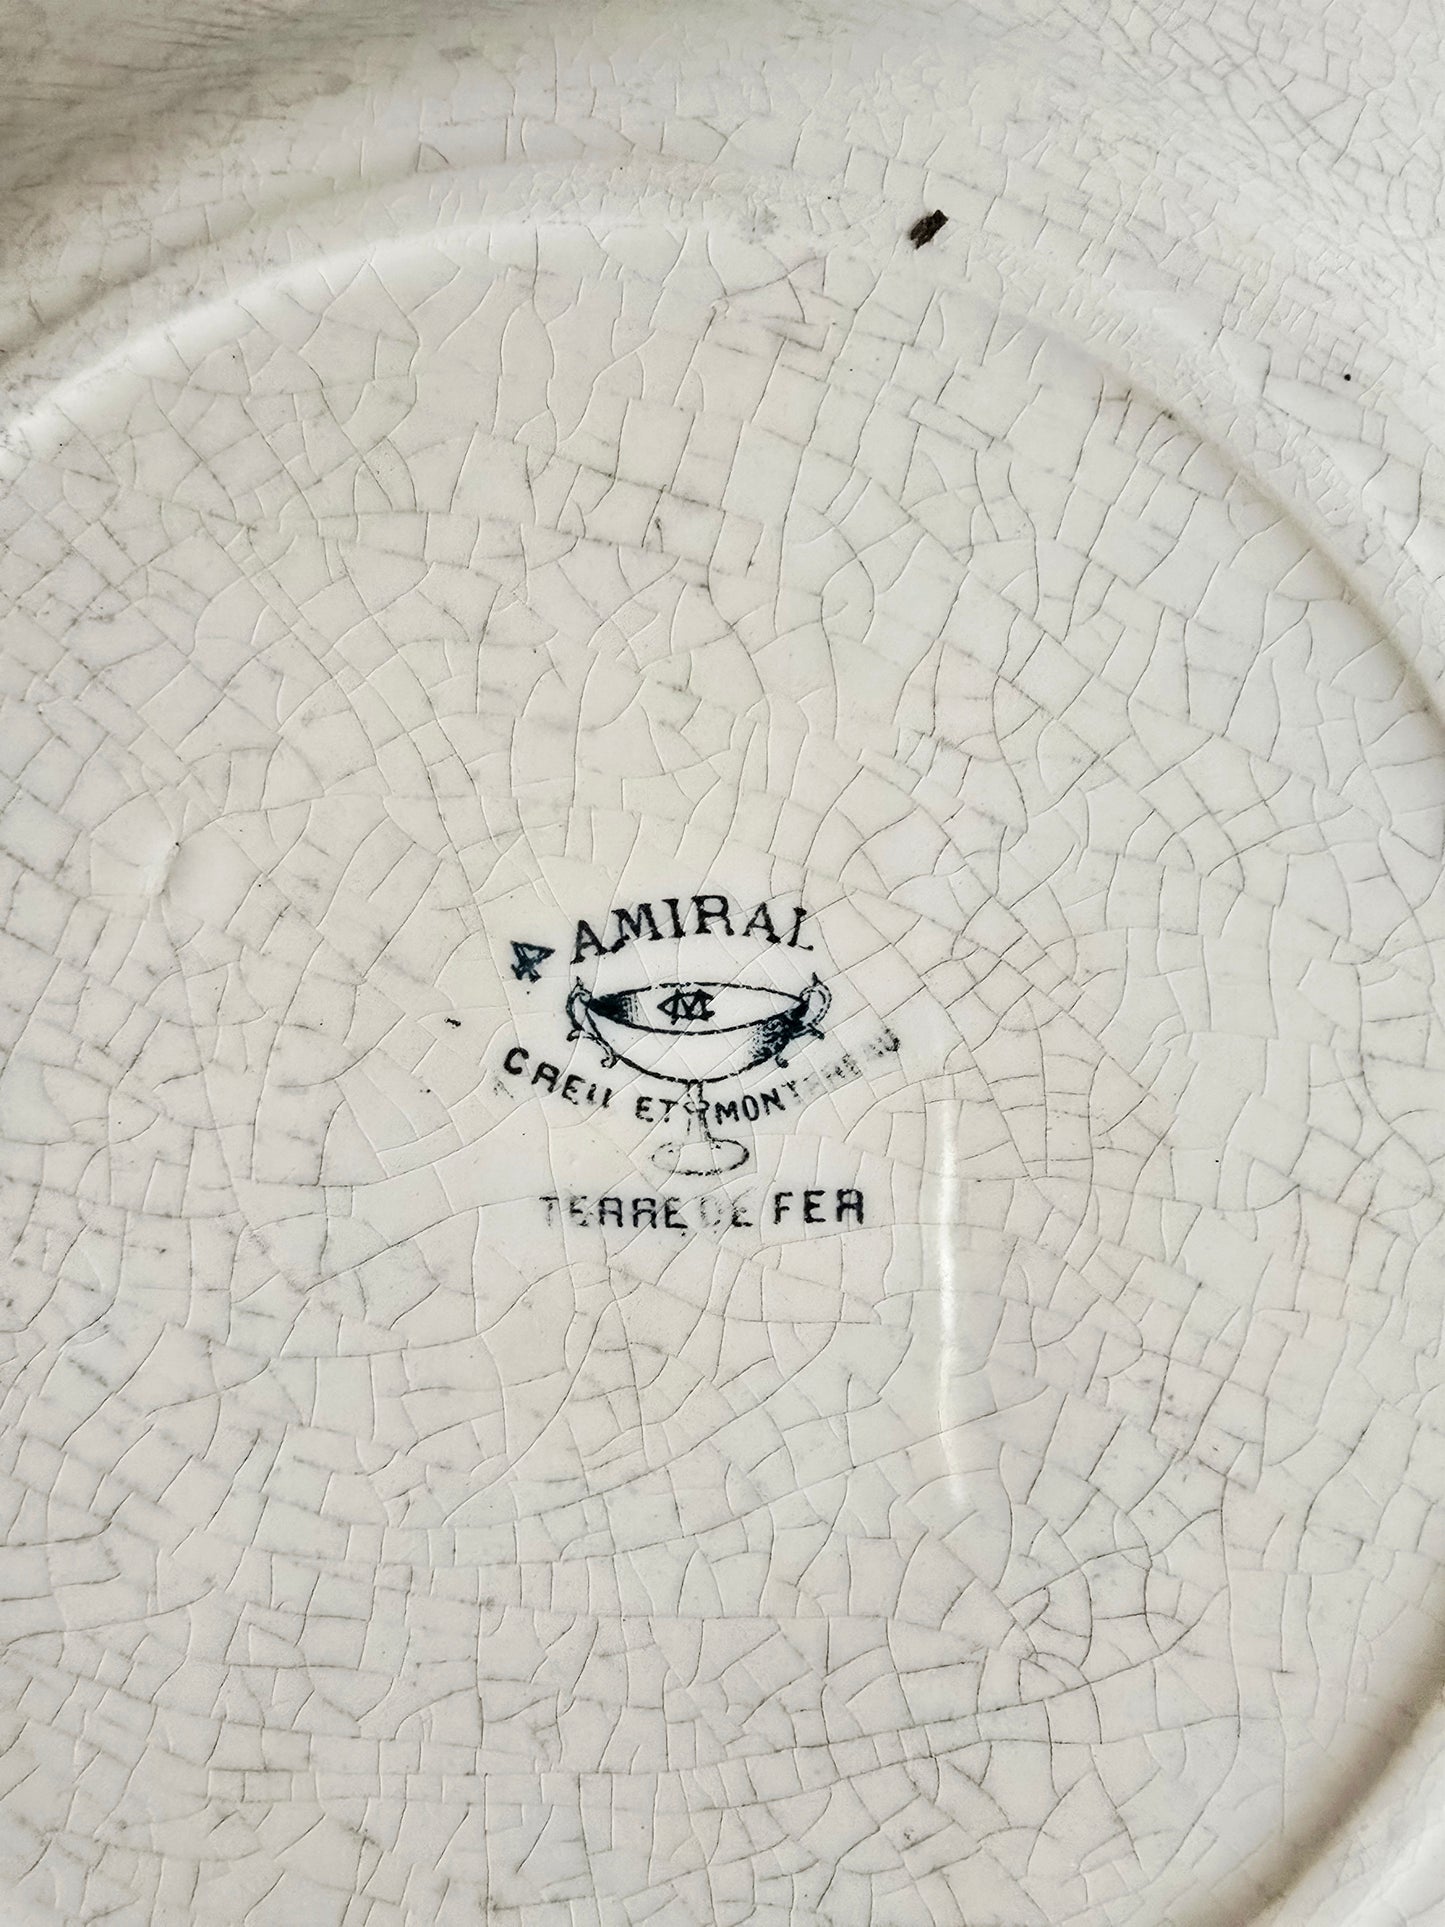 AMIRAL
CM
CREIL ET MONTEREAU
TERRE DE FER